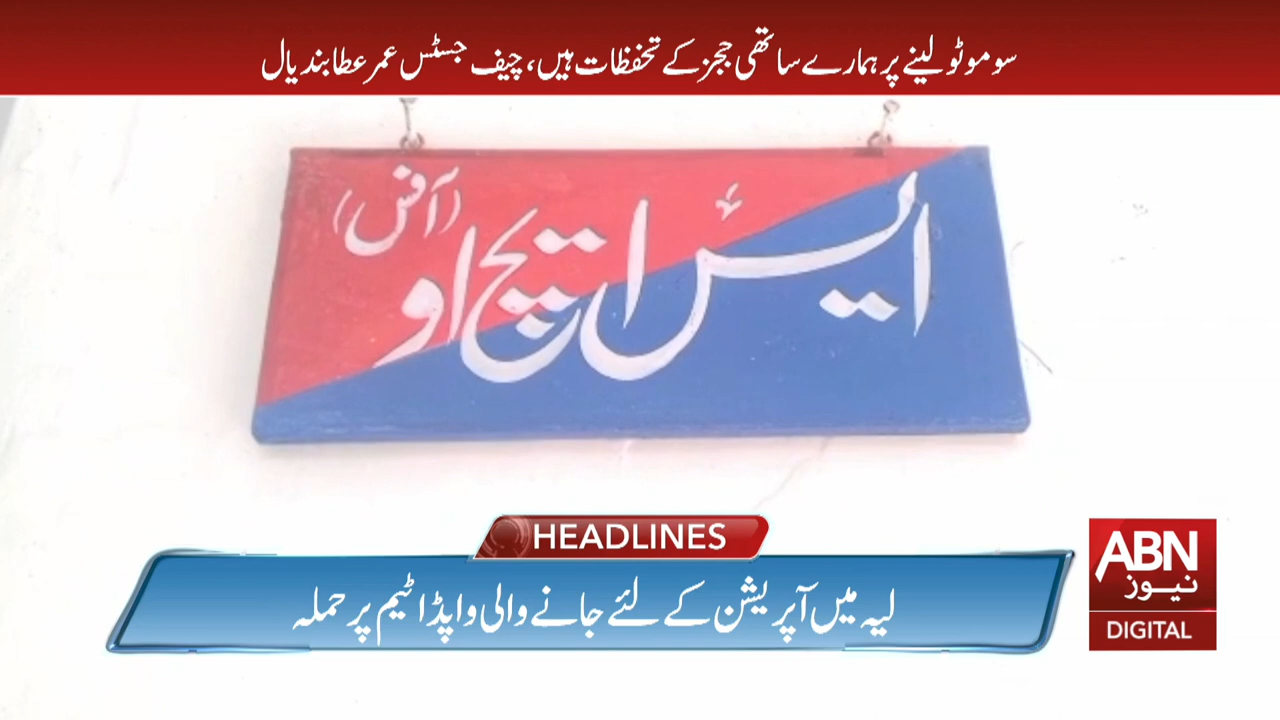 سوموٹو لینے پر ہمارے ساتھی ججز کے تحفظات ہیں، چیف جسٹس عمر عطا بندیال
(آفس)
ایس ایچ او
HEADLINES
لیہ میں آپریشن کے لئے جانے والی واپڈا ٹیم پر حملہ
ABN
نیوز
DIGITAL